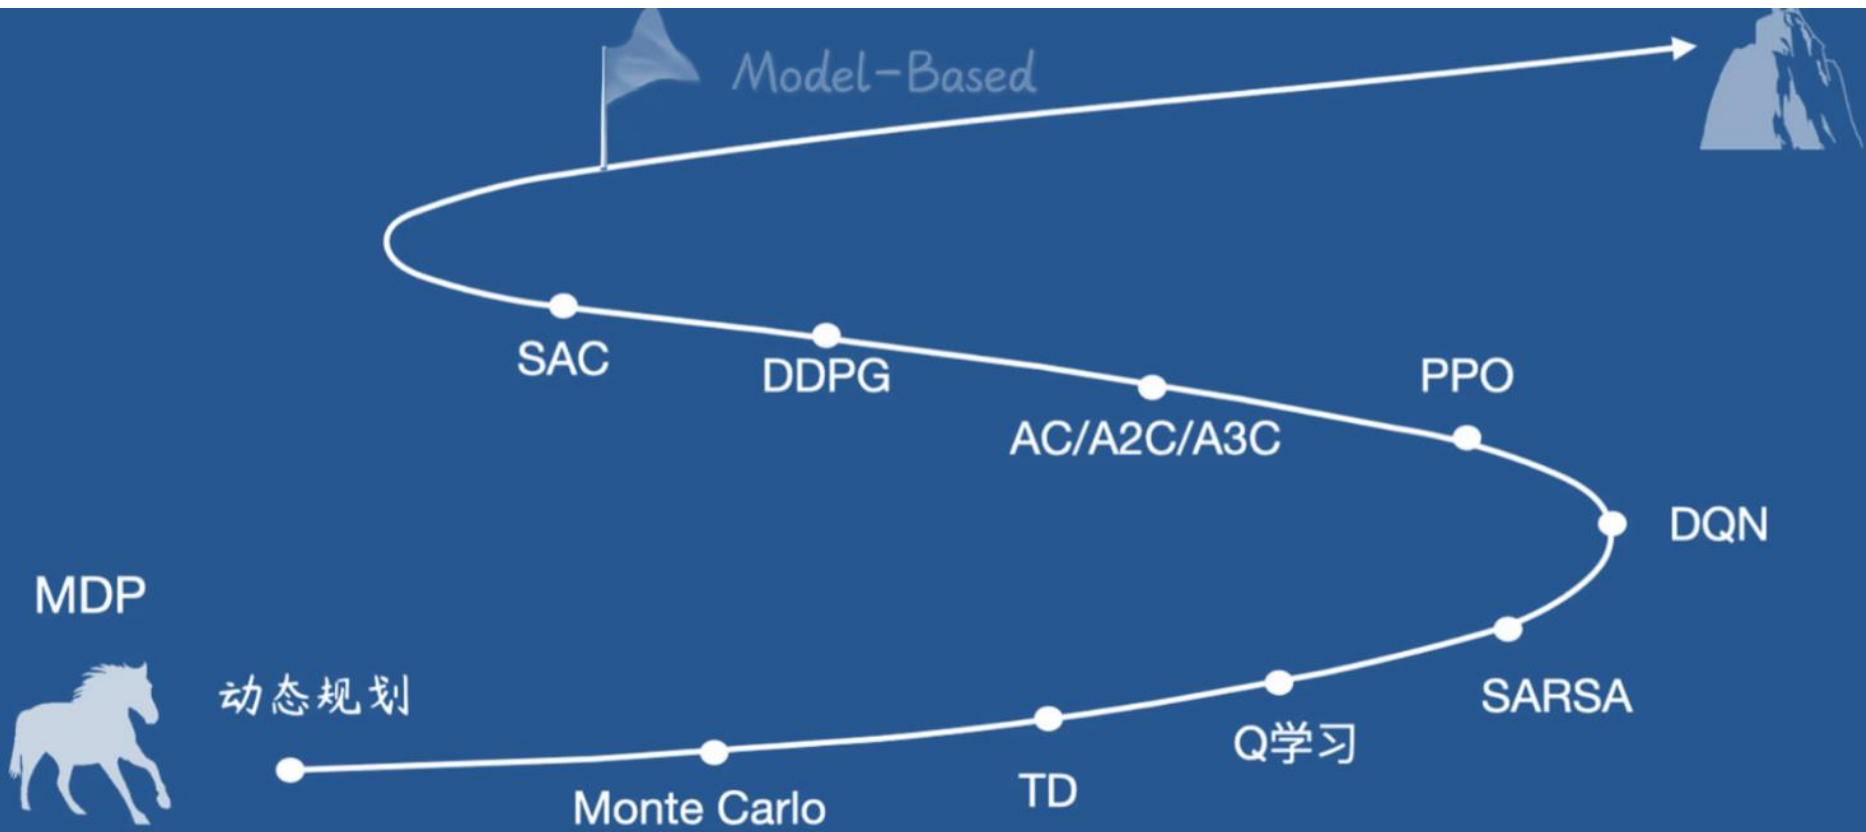 Model-Based
SAC
DDPG
PPO
AC/A2C/A3C
DQN
MDP
动态规划
SARSA
Q学习
TD
Monte Carlo